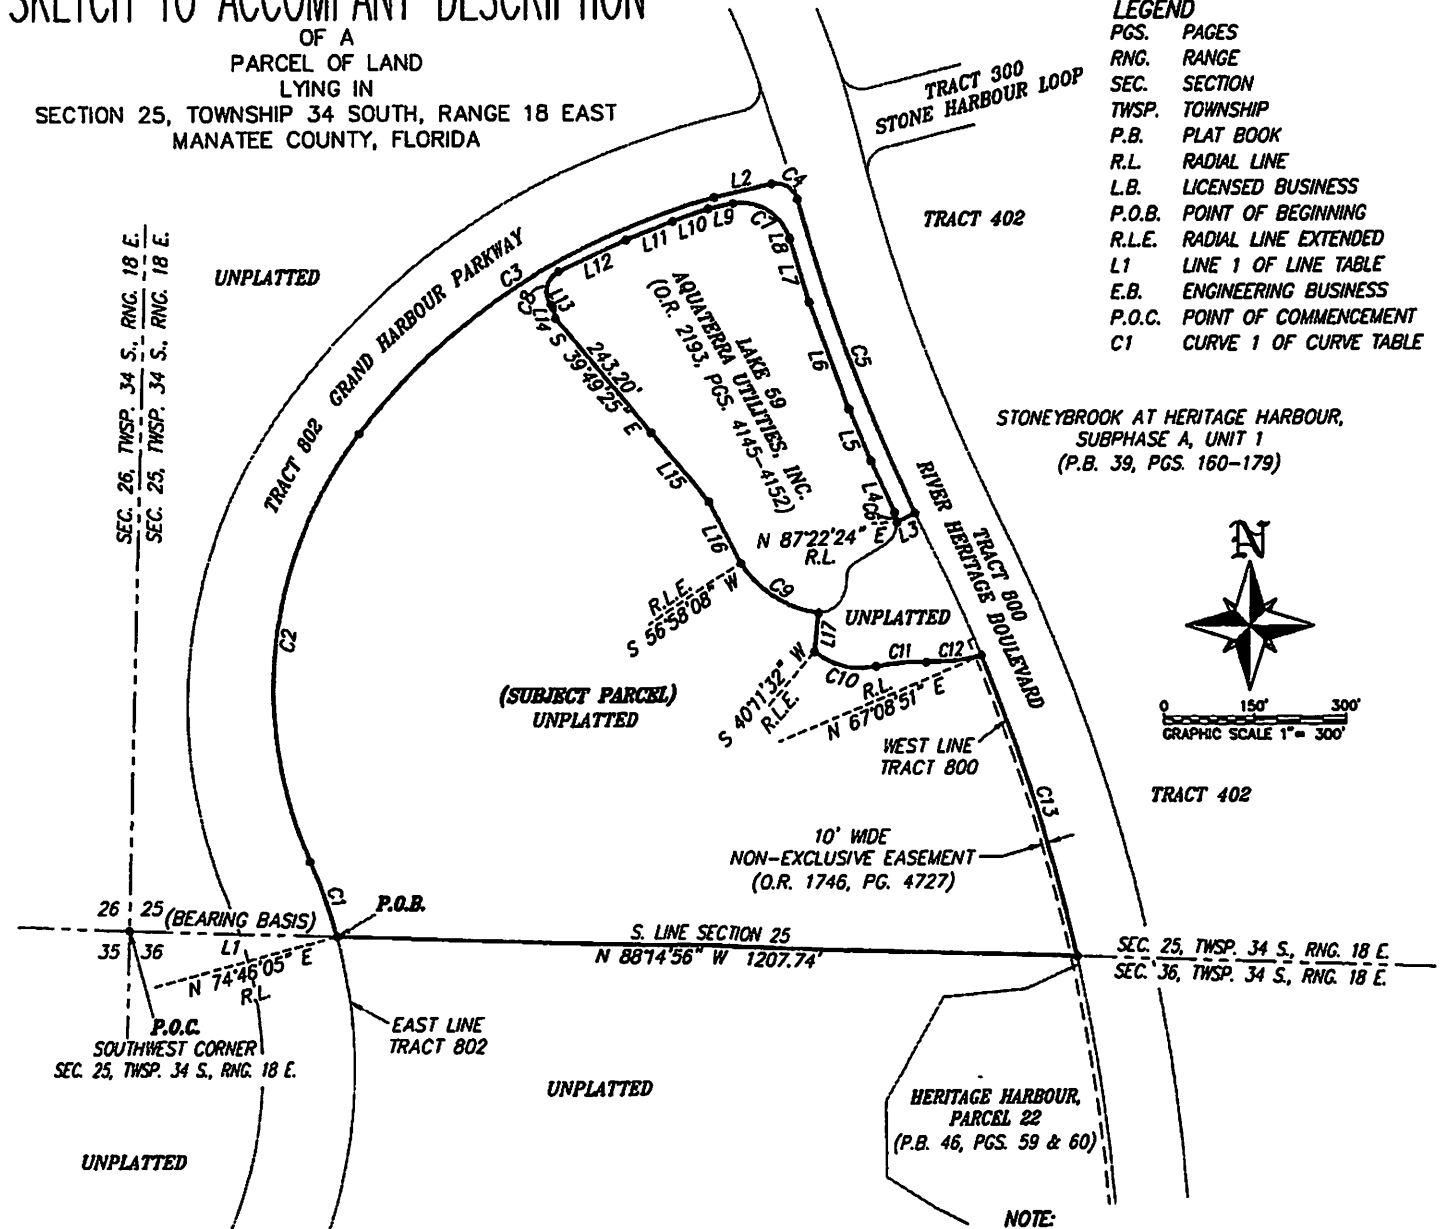 SKETCH TO ACCOMPANY DESCRIPTION
OF A
PARCEL OF LAND
LYING IN
SECTION 25, TOWNSHIP 34 SOUTH, RANGE 18 EAST
MANATEE COUNTY, FLORIDA
LEGEND
PGS. PAGES
RNG. RANGE
SEC. SECTION
TWSP. TOWNSHIP
P.B. PLAT BOOK
R.L. RADIAL LINE
L.B. LICENSED BUSINESS
P.O.B. POINT OF BEGINNING
R.L.E. RADIAL LINE EXTENDED
L1 LINE 1 OF LINE TABLE
E.B. ENGINEERING BUSINESS
P.O.C. POINT OF COMMENCEMENT
C1 CURVE 1 OF CURVE TABLE
TRACT 300
STONE HARBOUR LOOP
TRACT 402
UNPLATTED
SEC. 26, TWSP. 34 S., RNG. 18 E.
SEC. 25, TWSP. 34 S., RNG. 18 E.
TRACT 802 GRAND HARBOUR PARKWAY
C3
L2
C4
L12
L11
L10
L9
C7
L8
L7
L6
L5
L4
C5
C8
L13
L14
243.20'
S 39°49'25" E
L15
L16
LAKE 59
AQUATERRA UTILITIES, INC.
(O.R. 2193, PGS. 4145-4152)
STONEYBROOK AT HERITAGE HARBOUR,
SUBPHASE A, UNIT 1
(P.B. 39, PGS. 160-179)
C6
L3
N 87°22'24" E
R.L.
TRACT 800
RIVER HERITAGE BOULEVARD
N
0 150' 300'
GRAPHIC SCALE 1"= 300'
R.L.E.
S 56°58'08" W
C9
UNPLATTED
L17
C10
C11
C12
S 40°11'32" W
R.L.E.
R.L.
N 67°08'51" E
C2
(SUBJECT PARCEL)
UNPLATTED
WEST LINE
TRACT 800
C13
TRACT 402
10' WIDE
NON-EXCLUSIVE EASEMENT
(O.R. 1746, PG. 4727)
C1
P.O.B.
26 25 (BEARING BASIS)
35 36
L1
N 74°46'05" E
R.L.
S. LINE SECTION 25
N 88°14'56" W 1207.74'
SEC. 25, TWSP. 34 S., RNG. 18 E.
SEC. 36, TWSP. 34 S., RNG. 18 E.
P.O.C.
SOUTHWEST CORNER
SEC. 25, TWSP. 34 S., RNG. 18 E.
EAST LINE
TRACT 802
UNPLATTED
HERITAGE HARBOUR,
PARCEL 22
(P.B. 46, PGS. 59 & 60)
UNPLATTED
NOTE: